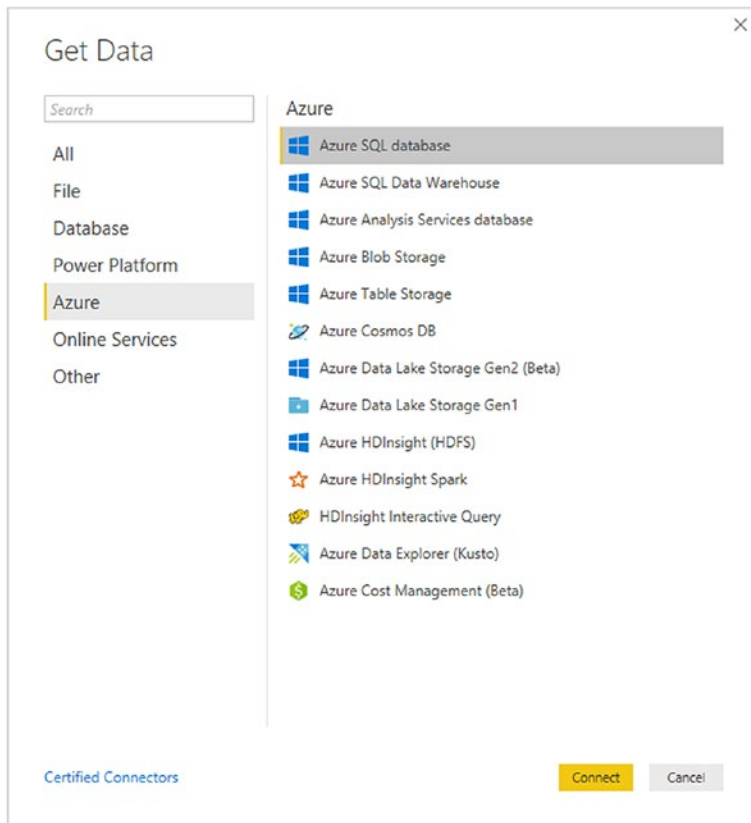 Get Data
Search
All
File
Database
Power Platform
Azure
Online Services
Other
Azure
Azure SQL database
Azure SQL Data Warehouse
Azure Analysis Services database
Azure Blob Storage
Azure Table Storage
Azure Cosmos DB
Azure Data Lake Storage Gen2 (Beta)
Azure Data Lake Storage Gen1
Azure HDInsight (HDFS)
Azure HDInsight Spark
HDInsight Interactive Query
Azure Data Explorer (Kusto)
Azure Cost Management (Beta)
Certified Connectors
Connect
Cancel